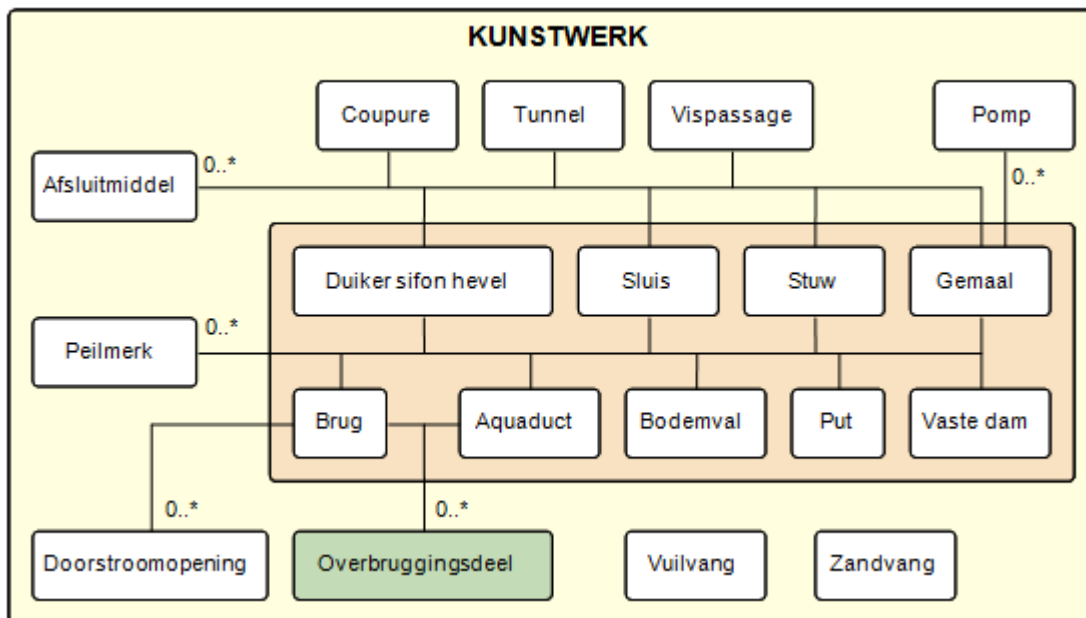 KUNSTWERK
Coupure
Tunnel
Vispassage
Pomp
Afsluitmiddel
0..*
0..*
Duiker sifon hevel
Sluis
Stuw
Gemaal
Peilmerk
0..*
Brug
Aquaduct
Bodemval
Put
Vaste dam
0..*
0..*
Doorstroomopening
Overbruggingsdeel
Vuilvang
Zandvang